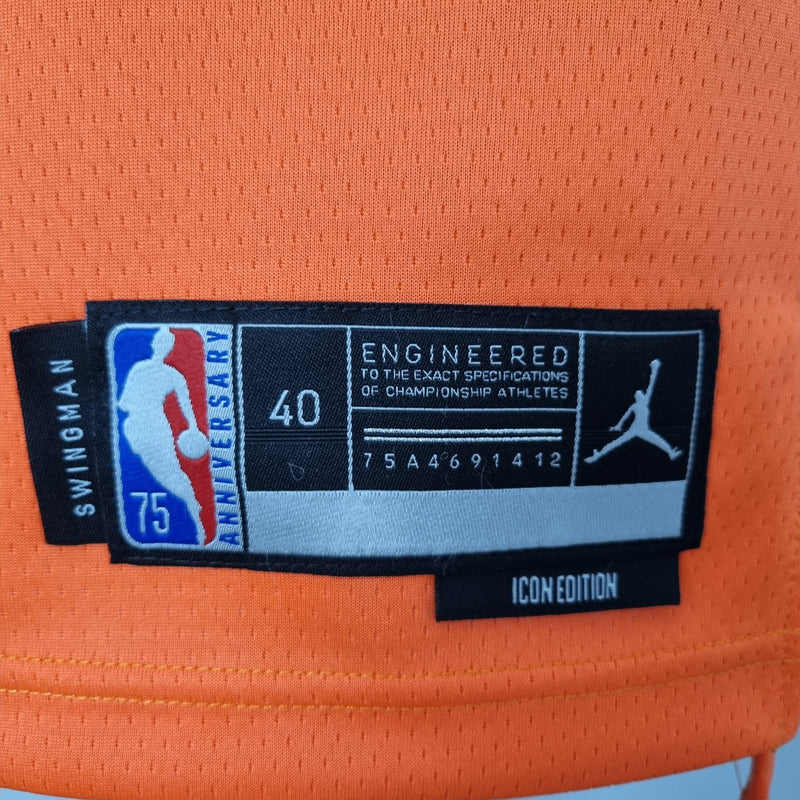 SWINGMAN
75
ANNIVERSARY
40
ENGINEERED
TO THE EXACT SPECIFICATIONS
OF CHAMPIONSHIP ATHLETES
75A4691412
ICON EDITION